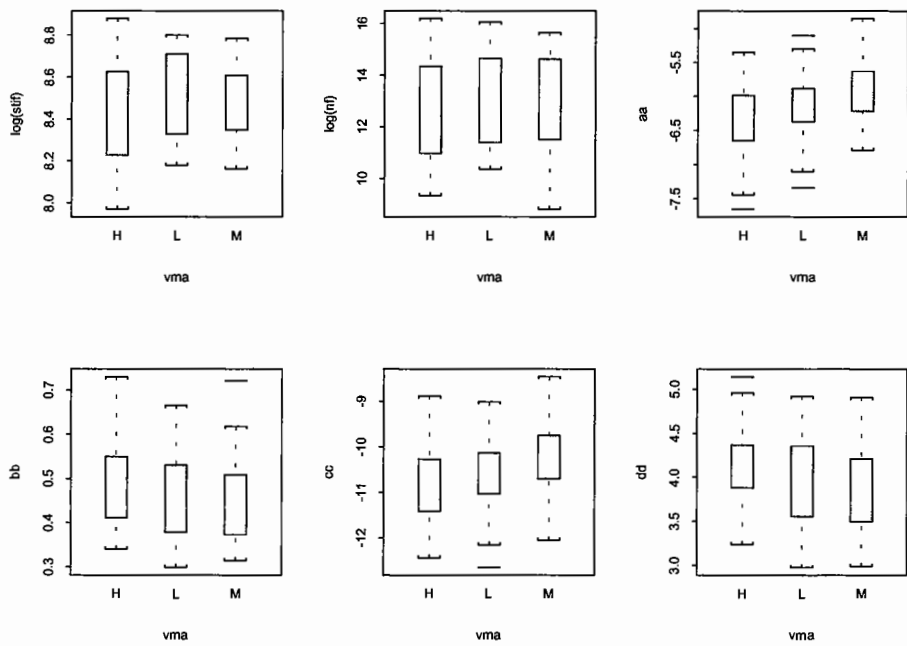 log(stif)
8.0 8.2 8.4 8.6 8.8
H L M
vma
log(nf)
10 12 14 16
H L M
vma
aa
-7.5 -6.5 -5.5
H L M
vma
bb
0.3 0.4 0.5 0.6 0.7
H L M
vma
cc
-12 -11 -10 -9
H L M
vma
dd
3.0 3.5 4.0 4.5 5.0
H L M
vma